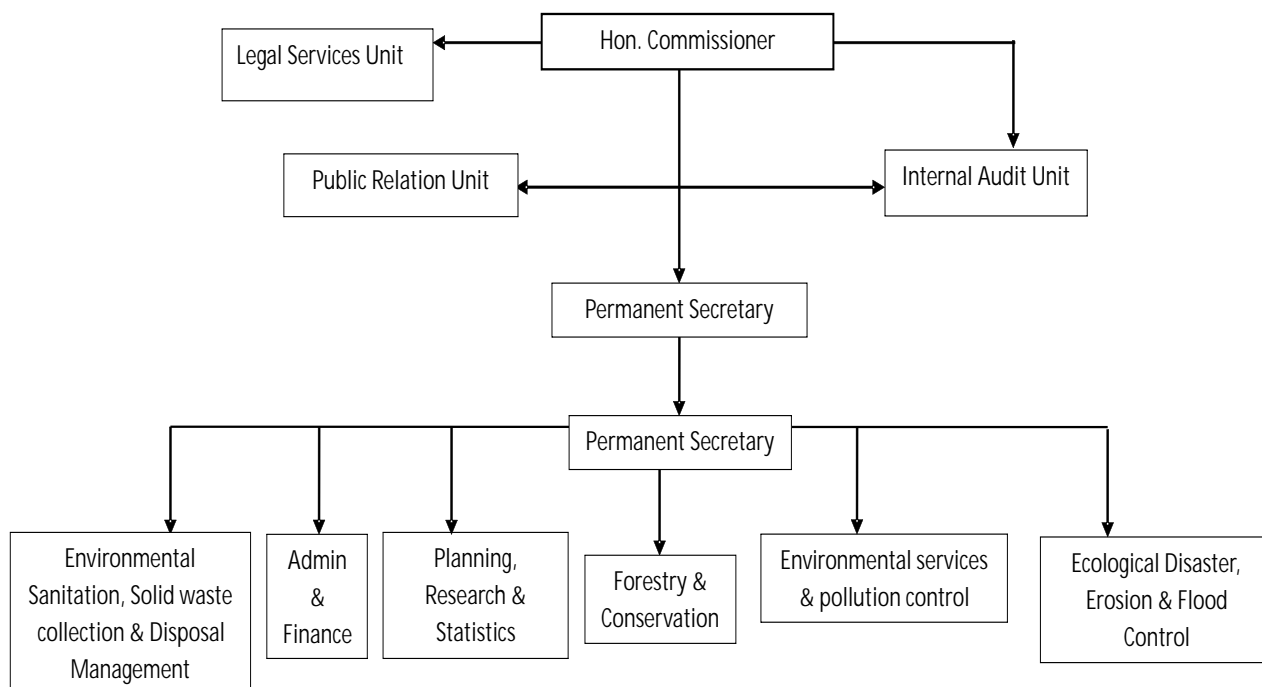 Hon. Commissioner
Legal Services Unit
Public Relation Unit
Internal Audit Unit
Permanent Secretary
Permanent Secretary
Environmental
Sanitation, Solid waste
collection & Disposal
Management
Admin
&
Finance
Planning,
Research &
Statistics
Forestry &
Conservation
Environmental services
& pollution control
Ecological Disaster,
Erosion & Flood
Control